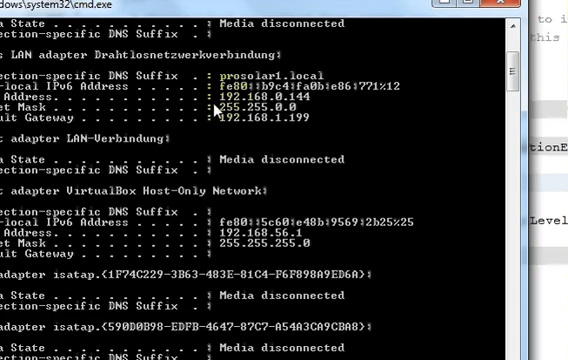 ndows\system32\cmd.exe
a State . . . . . . . . . . . : Media disconnected
ection-specific DNS Suffix . :
s LAN adapter Drahtlosnetzwerkverbindung:
ection-specific DNS Suffix . : prosolar1.local
-local IPv6 Address . . . . . : fe80::b9c4:fa0b:e86:771%12
Address. . . . . . . . . . . : 192.168.0.144
et Mask . . . . . . . . . . . : 255.255.0.0
ult Gateway . . . . . . . . . : 192.168.1.199
t adapter LAN-Verbindung:
a State . . . . . . . . . . . : Media disconnected
ection-specific DNS Suffix . :
t adapter VirtualBox Host-Only Network:
ection-specific DNS Suffix . :
-local IPv6 Address . . . . . : fe80::5c60:e48b:9569:2b25%25
Address. . . . . . . . . . . : 192.168.56.1
et Mask . . . . . . . . . . . : 255.255.255.0
ult Gateway . . . . . . . . . :
adapter isatap.{1F74C229-3B63-483E-81C4-F6F898A9ED6A}:
a State . . . . . . . . . . . : Media disconnected
ection-specific DNS Suffix . :
adapter isatap.{590D0B98-EDFB-4647-87C7-A54A3CA9CBA8}:
a State . . . . . . . . . . . : Media disconnected
to i
this
tionE
Level